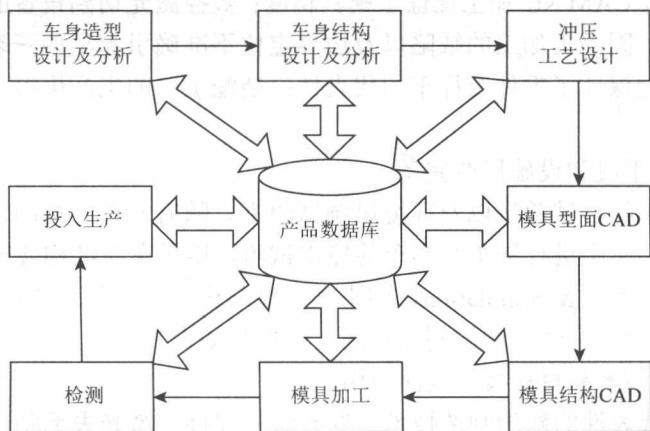 车身造型
设计及分析
车身结构
设计及分析
冲压
工艺设计
投入生产
产品数据库
模具型面CAD
检测
模具加工
模具结构CAD